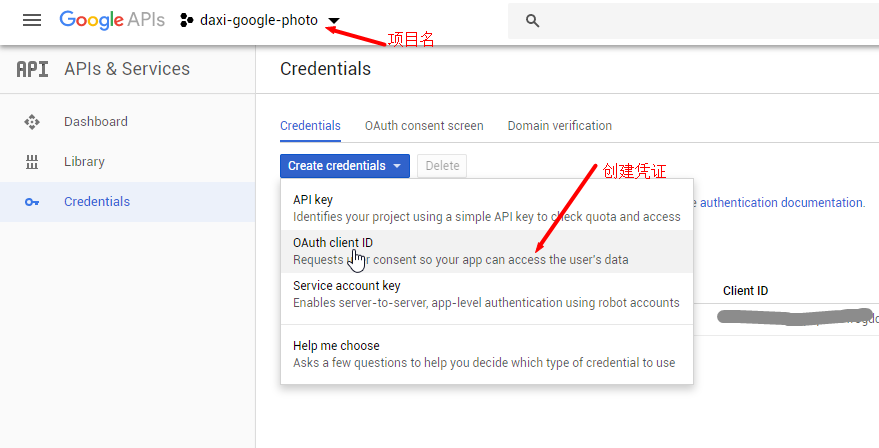 Google APIs daxi-google-photo
项目名
API APIs & Services
Credentials
Dashboard
Library
Credentials
Credentials OAuth consent screen Domain verification
Create credentials Delete
创建凭证
API key
Identifies your project using a simple API key to check quota and access
authentication documentation.
OAuth client ID
Requests user consent so your app can access the user's data
Service account key
Enables server-to-server, app-level authentication using robot accounts
Help me choose
Asks a few questions to help you decide which type of credential to use
Client ID